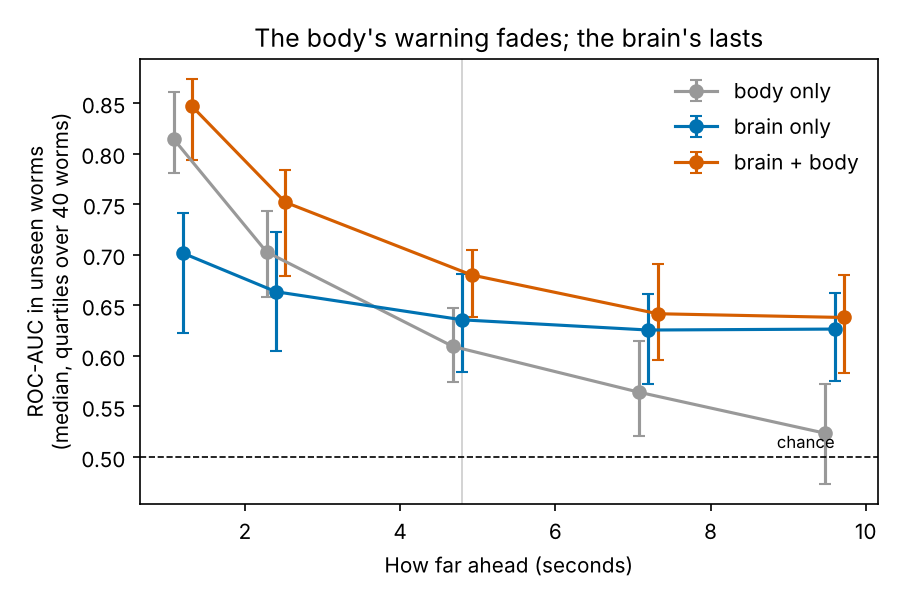 The body's warning fades; the brain's lasts
ROC-AUC in unseen worms
(median, quartiles over 40 worms)
0.85
0.80
0.75
0.70
0.65
0.60
0.55
0.50
body only
brain only
brain + body
chance
2 4 6 8 10
How far ahead (seconds)